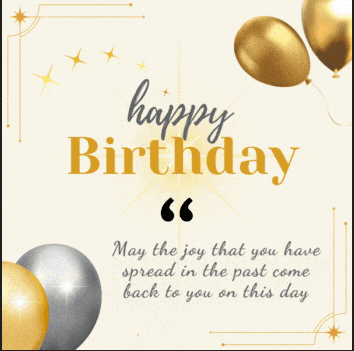 happy
Birthday
“
May the joy that you have
spread in the past come
back to you on this day